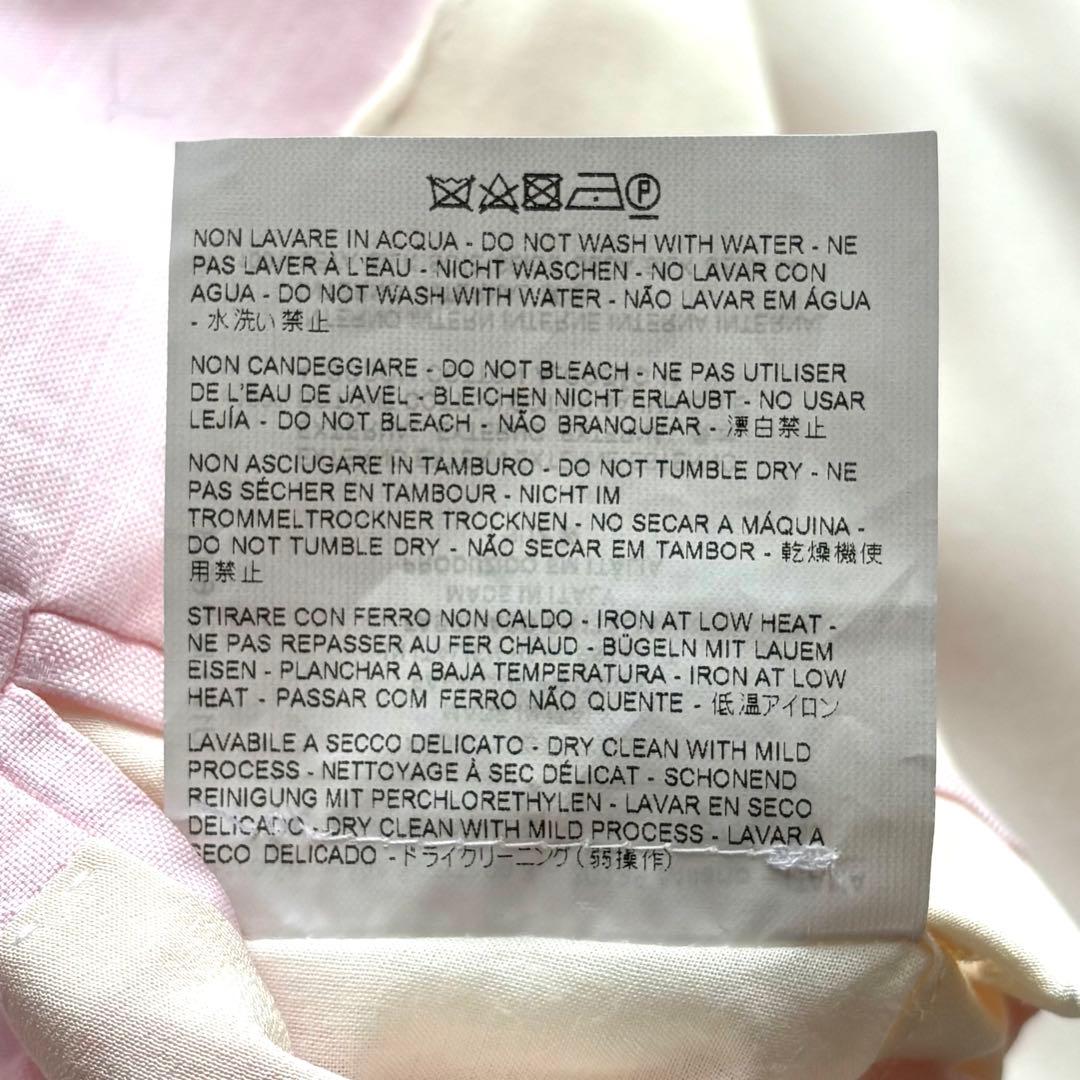 P
NON LAVARE IN ACQUA - DO NOT WASH WITH WATER - NE
PAS LAVER À L'EAU - NICHT WASCHEN - NO LAVAR CON
AGUA - DO NOT WASH WITH WATER - NÃO LAVAR EM ÁGUA
- 水洗い禁止
NON CANDEGGIARE - DO NOT BLEACH - NE PAS UTILISER
DE L'EAU DE JAVEL - BLEICHEN NICHT ERLAUBT - NO USAR
LEJÍA - DO NOT BLEACH - NÃO BRANQUEAR - 漂白禁止
NON ASCIUGARE IN TAMBURO - DO NOT TUMBLE DRY - NE
PAS SÉCHER EN TAMBOUR - NICHT IM
TROMMELTROCKNER TROCKNEN - NO SECAR A MÁQUINA -
DO NOT TUMBLE DRY - NÃO SECAR EM TAMBOR - 乾燥機使
用禁止
STIRARE CON FERRO NON CALDO - IRON AT LOW HEAT -
NE PAS REPASSER AU FER CHAUD - BÜGELN MIT LAUEM
EISEN - PLANCHAR A BAJA TEMPERATURA - IRON AT LOW
HEAT - PASSAR COM FERRO NÃO QUENTE - 低温アイロン
LAVABILE A SECCO DELICATO - DRY CLEAN WITH MILD
PROCESS - NETTOYAGE À SEC DÉLICAT - SCHONEND
REINIGUNG MIT PERCHLORETHYLEN - LAVAR EN SECO
DELICADO - DRY CLEAN WITH MILD PROCESS - LAVAR A
SECO DELICADO - ドライクリーニング(弱操作)